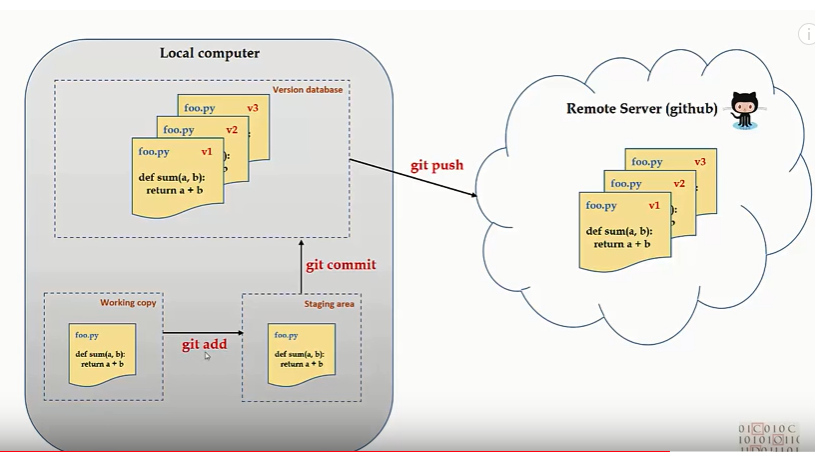 Local computer
Version database
foo.py v3
foo.py v2
:
foo.py v1
):
def sum(a, b):
return a + b
git push
Remote Server (github)
foo.py v3
foo.py v2
:
foo.py v1
):
def sum(a, b):
return a + b
git commit
Working copy
foo.py
def sum(a, b):
return a + b
git add
Staging area
foo.py
def sum(a, b):
return a + b
i